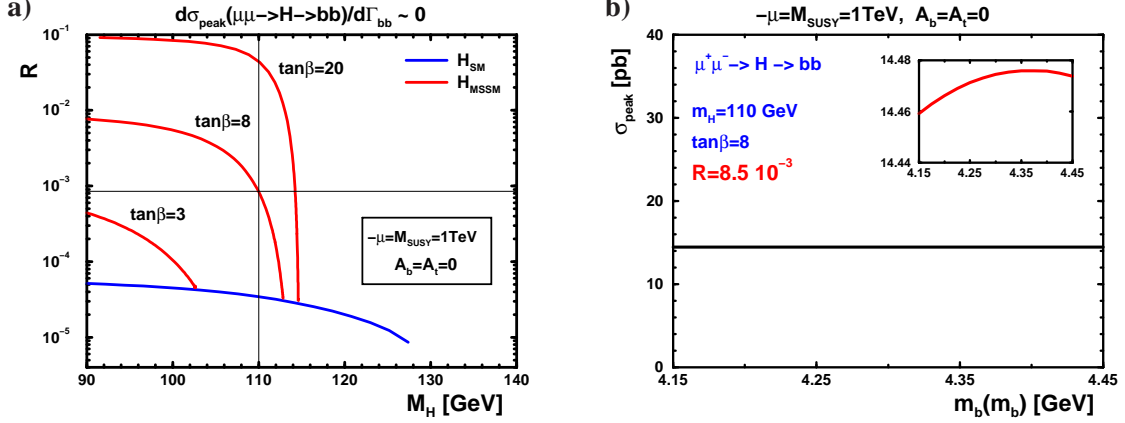 a)
dσpeak(μμ->H->bb)/dΓbb ~ 0
R
10⁻¹
10⁻²
10⁻³
10⁻⁴
10⁻⁵
tanβ=20
tanβ=8
tanβ=3
HSM
HMSSM
-μ=MSUSY=1TeV
Ab=At=0
90 100 110 120 130 140
MH [GeV]
b)
-μ=MSUSY=1TeV, Ab=At=0
σpeak [pb]
40
35
30
25
20
14
10
5
0
μ⁺μ⁻-> H -> bb
mH=110 GeV
tanβ=8
R=8.5 10⁻³
14.48
14.46
14.44
4.15 4.25 4.35 4.45
4.15 4.25 4.35 4.45
mb(mb) [GeV]